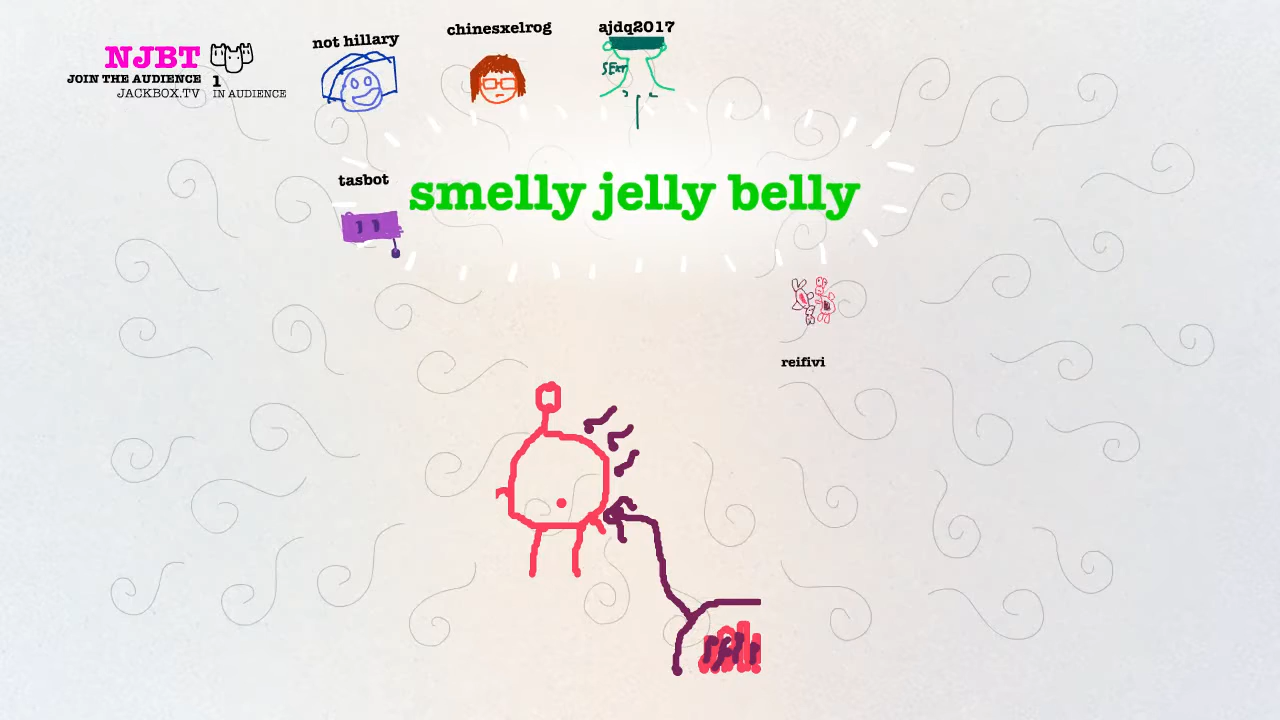 NJBT
JOIN THE AUDIENCE
JACKBOX.TV
1
IN AUDIENCE
not hillary
chinesxelrog
ajdq2017
tasbot
smelly jelly belly
reifivi